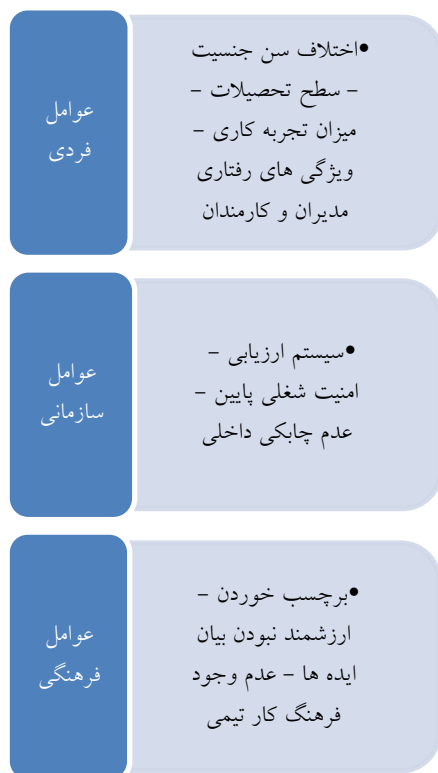 عوامل
فردی
•اختلاف سن جنسیت
– سطح تحصیلات –
میزان تجربه کاری –
ویژگی های رفتاری
مدیران و کارمندان
عوامل
سازمانی
•سیستم ارزیابی –
امنیت شغلی پایین –
عدم چابکی داخلی
عوامل
فرهنگی
•برچسب خوردن –
ارزشمند نبودن بیان
ایده ها – عدم وجود
فرهنگ کار تیمی